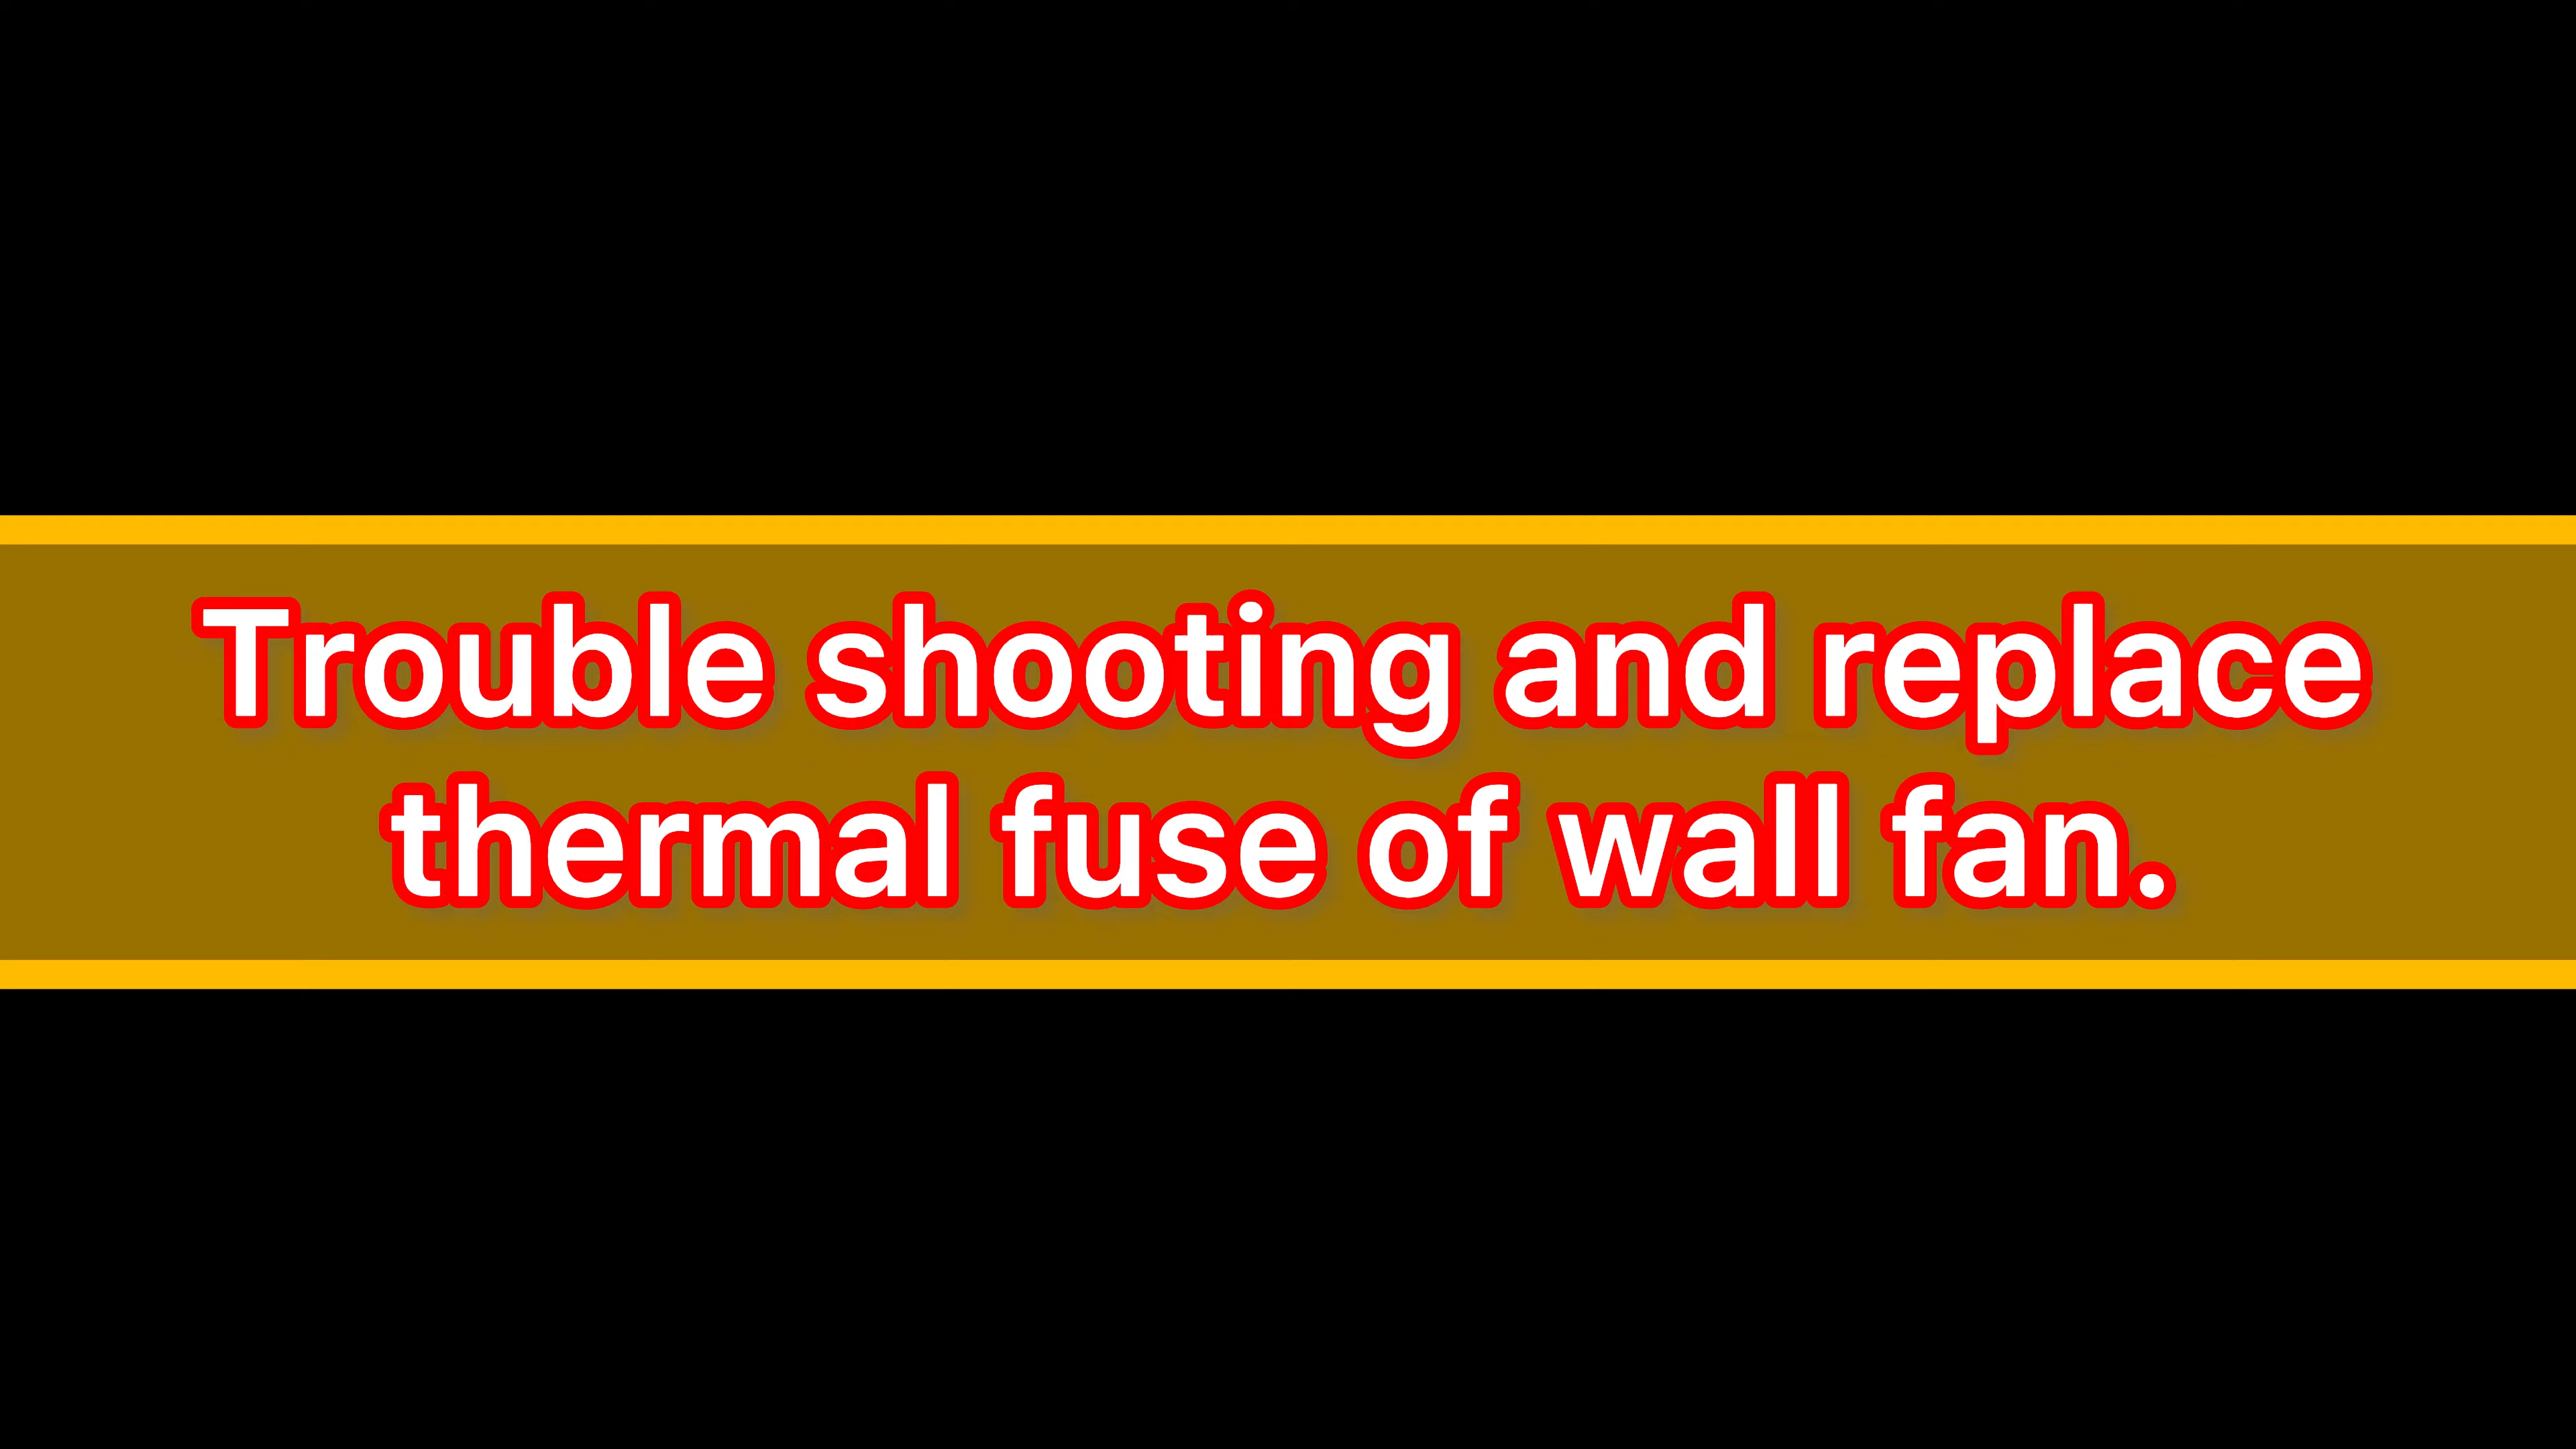 Trouble shooting and replace
thermal fuse of wall fan.